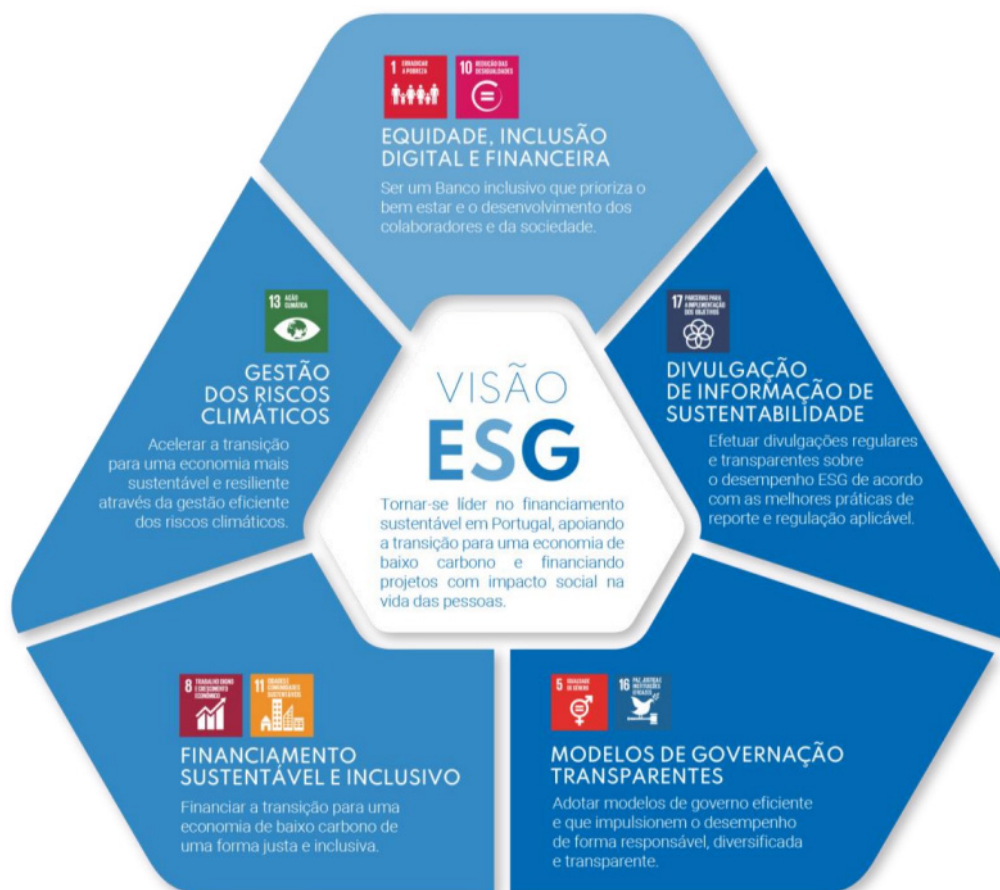 1 ERRADICAR
A POBREZA
10 REDUÇÃO DAS
DESIGUALDADES
EQUIDADE, INCLUSÃO
DIGITAL E FINANCEIRA
Ser um Banco inclusivo que prioriza o
bem estar e o desenvolvimento dos
colaboradores e da sociedade.
13 AÇÃO
CLIMÁTICA
GESTÃO
DOS RISCOS
CLIMÁTICOS
Acelerar a transição
para uma economia mais
sustentável e resiliente
através da gestão eficiente
dos riscos climáticos.
VISÃO
ESG
Tornar-se líder no financiamento
sustentável em Portugal, apoiando
a transição para uma economia de
baixo carbono e financiando
projetos com impacto social na
vida das pessoas.
17 PARCERIAS PARA
A IMPLEMENTAÇÃO
DOS OBJETIVOS
DIVULGAÇÃO
DE INFORMAÇÃO DE
SUSTENTABILIDADE
Efetuar divulgações regulares
e transparentes sobre
o desempenho ESG de acordo
com as melhores práticas de
reporte e regulação aplicável.
8 TRABALHO DIGNO
E CRESCIMENTO
ECONÓMICO
11 CIDADES E
COMUNIDADES
SUSTENTÁVEIS
FINANCIAMENTO
SUSTENTÁVEL E INCLUSIVO
Financiar a transição para uma
economia de baixo carbono de
uma forma justa e inclusiva.
5 IGUALDADE
DE GÉNERO
16 PAZ, JUSTIÇA E
INSTITUIÇÕES
EFICAZES
MODELOS DE GOVERNAÇÃO
TRANSPARENTES
Adotar modelos de governo eficiente
e que impulsionem o desempenho
de forma responsável, diversificada
e transparente.